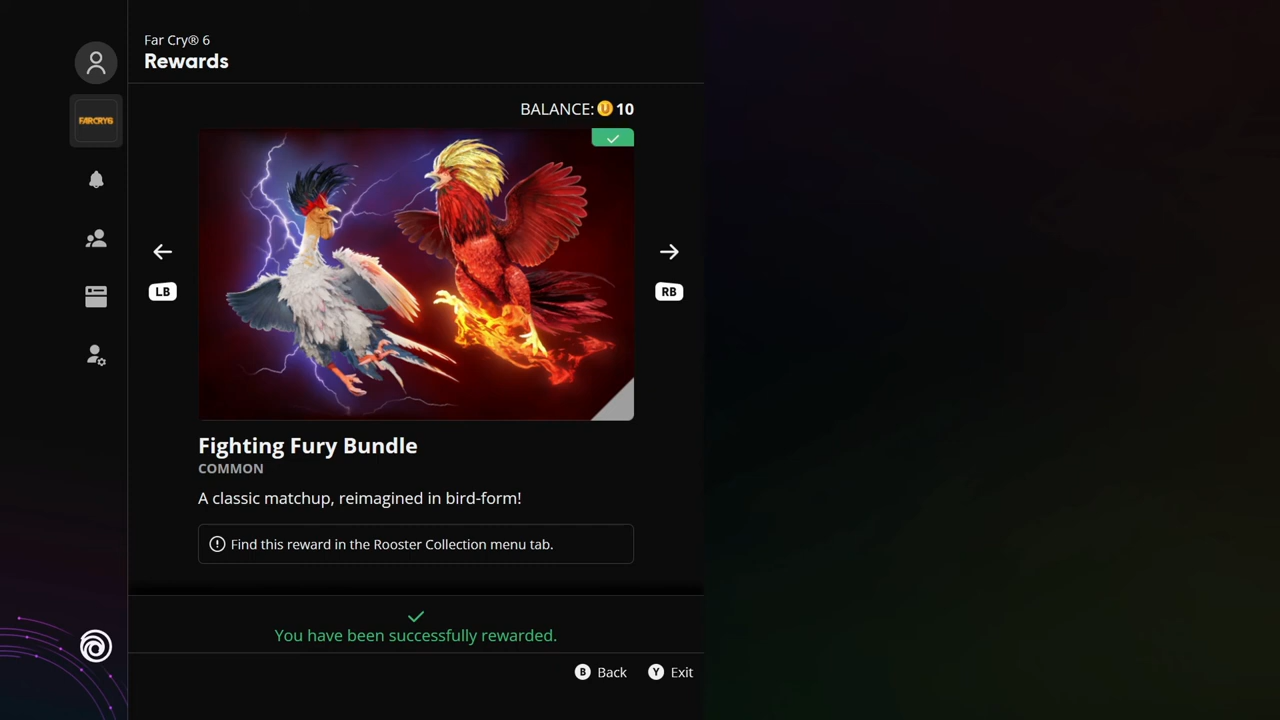 Far Cry® 6
Rewards
FARCRY6
BALANCE: U 10
LB
RB
Fighting Fury Bundle
COMMON
A classic matchup, reimagined in bird-form!
Find this reward in the Rooster Collection menu tab.
You have been successfully rewarded.
B Back Y Exit